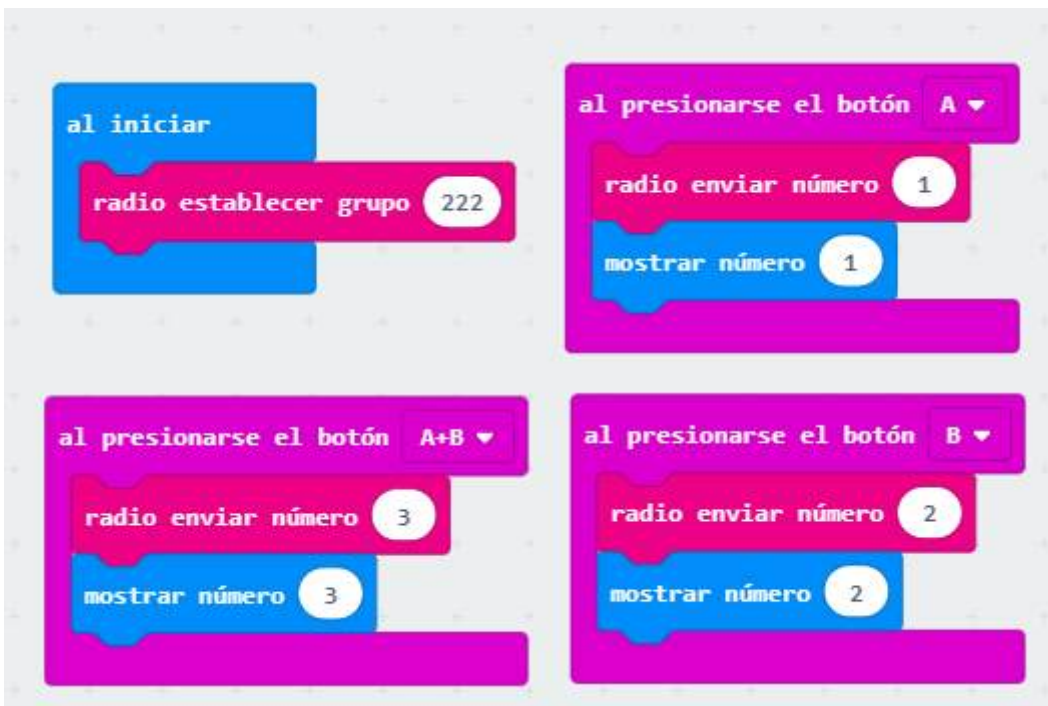 al iniciar
radio establecer grupo 222
al presionarse el botón A
radio enviar número 1
mostrar número 1
al presionarse el botón A+B
radio enviar número 3
mostrar número 3
al presionarse el botón B
radio enviar número 2
mostrar número 2